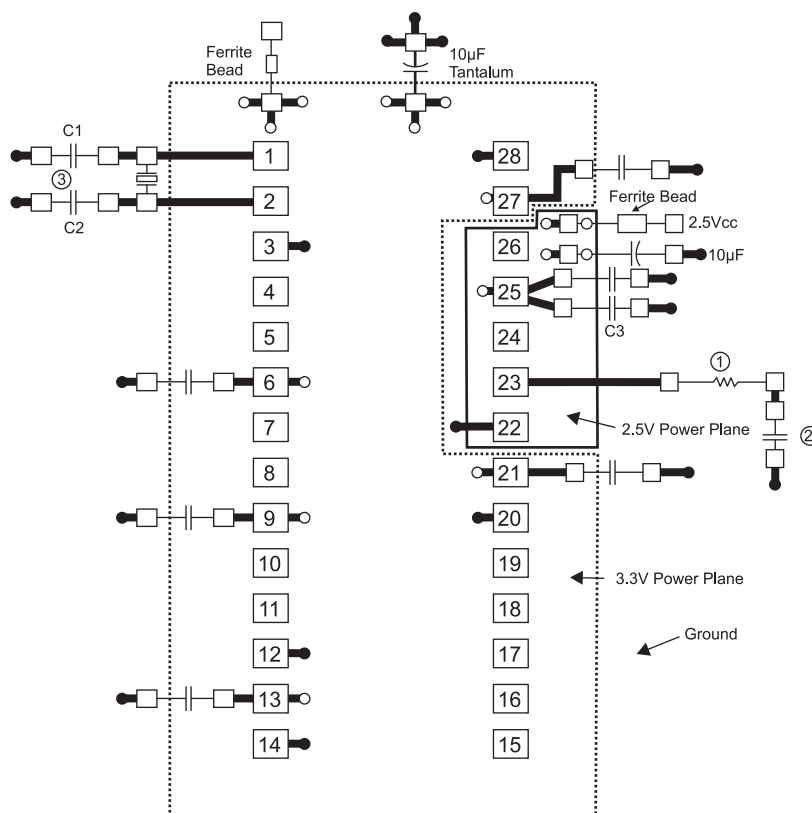 Ferrite
Bead
10µF
Tantalum
C1
1
28
3
C2
2
27
Ferrite Bead
2.5Vcc
3
26
10µF
4
25
C3
5
24
6
23
1
7
22
2.5V Power Plane
2
8
21
9
20
10
19
3.3V Power Plane
11
18
12
17
Ground
13
16
14
15